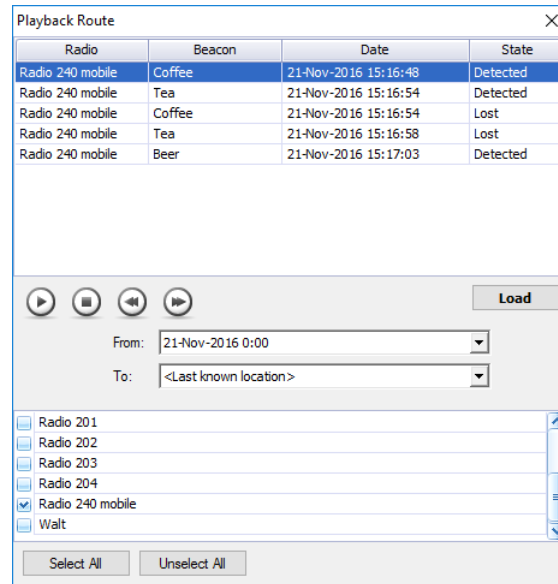 Playback Route
Radio Beacon Date State
Radio 240 mobile Coffee 21-Nov-2016 15:16:48 Detected
Radio 240 mobile Tea 21-Nov-2016 15:16:54 Detected
Radio 240 mobile Coffee 21-Nov-2016 15:16:54 Lost
Radio 240 mobile Tea 21-Nov-2016 15:16:58 Lost
Radio 240 mobile Beer 21-Nov-2016 15:17:03 Detected
Load
From: 21-Nov-2016 0:00
To: <Last known location>
Radio 201
Radio 202
Radio 203
Radio 204
Radio 240 mobile
Walt
Select All Unselect All